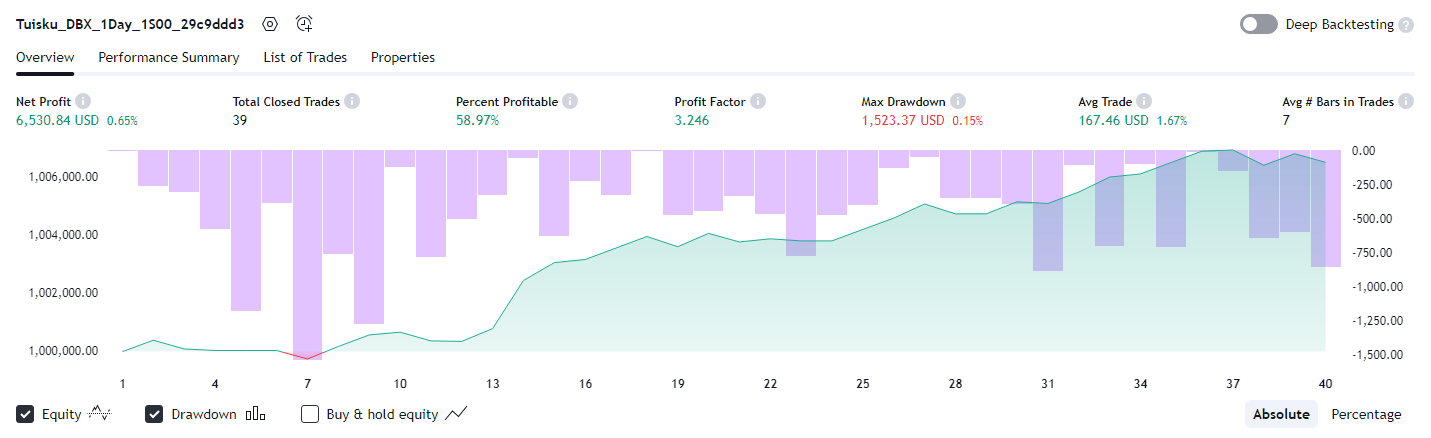 Tuisku_DBX_1Day_1S00_29c9ddd3
Deep Backtesting ?
Overview Performance Summary List of Trades Properties
Net Profit Total Closed Trades Percent Profitable Profit Factor Max Drawdown Avg Trade Avg # Bars in Trades
6,530.84 USD 0.65% 39 58.97% 3.246 1,523.37 USD 0.15% 167.46 USD 1.67% 7
0.00
1,006,000.00 -250.00
-500.00
1,004,000.00 -750.00
1,002,000.00 -1,000.00
-1,250.00
1,000,000.00 -1,500.00
1 4 7 10 13 16 19 22 25 28 31 34 37 40
Equity Drawdown Buy & hold equity Absolute Percentage